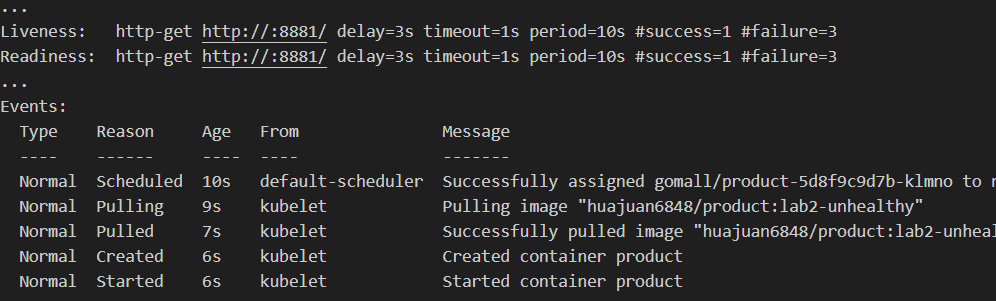 ...
Liveness:   http-get http://:8881/ delay=3s timeout=1s period=10s #success=1 #failure=3
Readiness:  http-get http://:8881/ delay=3s timeout=1s period=10s #success=1 #failure=3
...
Events:
  Type    Reason     Age   From               Message
  ----    ------     ----  ----               -------
  Normal  Scheduled  10s   default-scheduler  Successfully assigned gomall/product-5d8f9c9d7b-klmno to
  Normal  Pulling    9s    kubelet            Pulling image "huajuan6848/product:lab2-unhealthy"
  Normal  Pulled     7s    kubelet            Successfully pulled image "huajuan6848/product:lab2-unheal
  Normal  Created    6s    kubelet            Created container product
  Normal  Started    6s    kubelet            Started container product